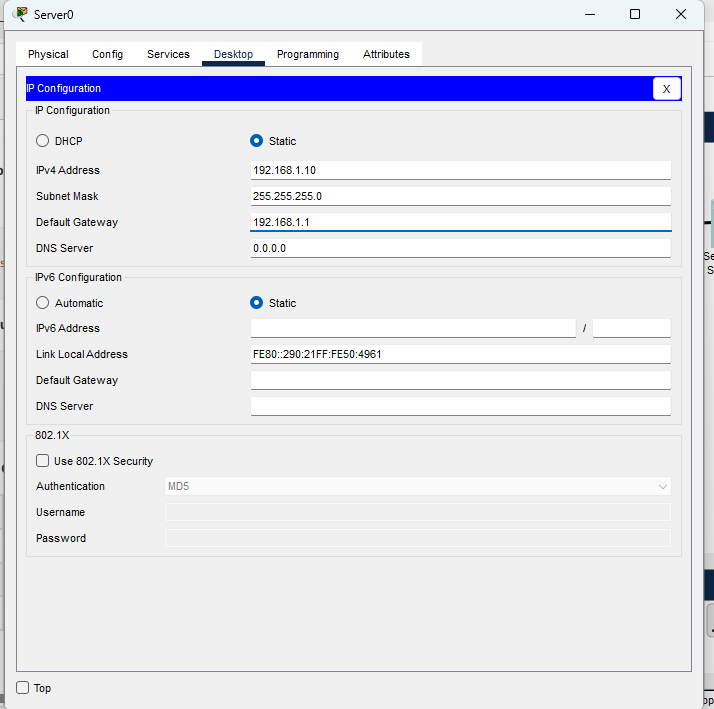 Server0
Physical Config Services Desktop Programming Attributes
IP Configuration X
IP Configuration
DHCP Static
IPv4 Address 192.168.1.10
Subnet Mask 255.255.255.0
Default Gateway 192.168.1.1
DNS Server 0.0.0.0
IPv6 Configuration
Automatic Static
IPv6 Address /
Link Local Address FE80::290:21FF:FE50:4961
Default Gateway
DNS Server
802.1X
Use 802.1X Security
Authentication MD5
Username
Password
Top